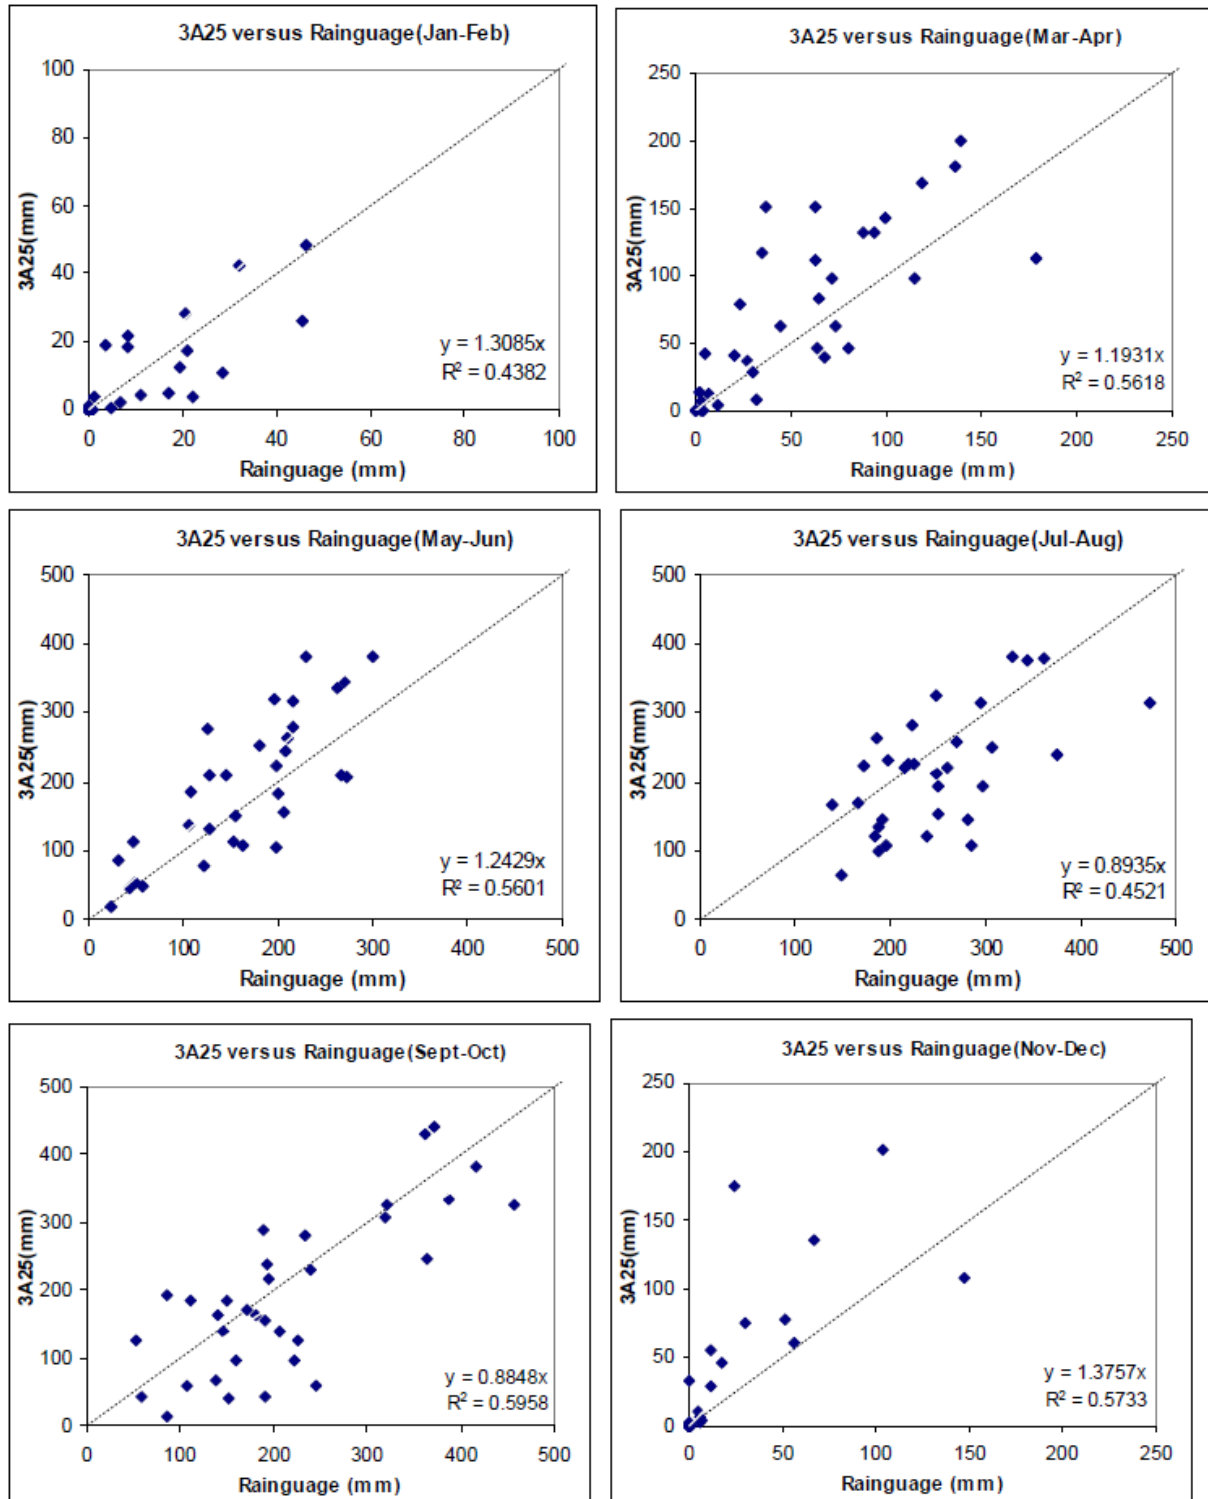 3A25 versus Rainguage(Jan-Feb)
100
80
60
40
20
0
3A25(mm)
y = 1.3085x
R² = 0.4382
0 20 40 60 80 100
Rainguage (mm)
3A25 versus Rainguage(Mar-Apr)
250
200
150
100
50
0
3A25(mm)
y = 1.1931x
R² = 0.5618
0 50 100 150 200 250
Rainguage (mm)
3A25 versus Rainguage(May-Jun)
500
400
300
200
100
0
3A25(mm)
y = 1.2429x
R² = 0.5601
0 100 200 300 400 500
Rainguage (mm)
3A25 versus Rainguage(Jul-Aug)
500
400
300
200
100
0
3A25(mm)
y = 0.8935x
R² = 0.4521
0 100 200 300 400 500
Rainguage (mm)
3A25 versus Rainguage(Sept-Oct)
500
400
300
200
100
0
3A25(mm)
y = 0.8848x
R² = 0.5958
0 100 200 300 400 500
Rainguage (mm)
3A25 versus Rainguage(Nov-Dec)
250
200
150
100
50
0
3A25(mm)
y = 1.3757x
R² = 0.5733
0 50 100 150 200 250
Rainguage (mm)